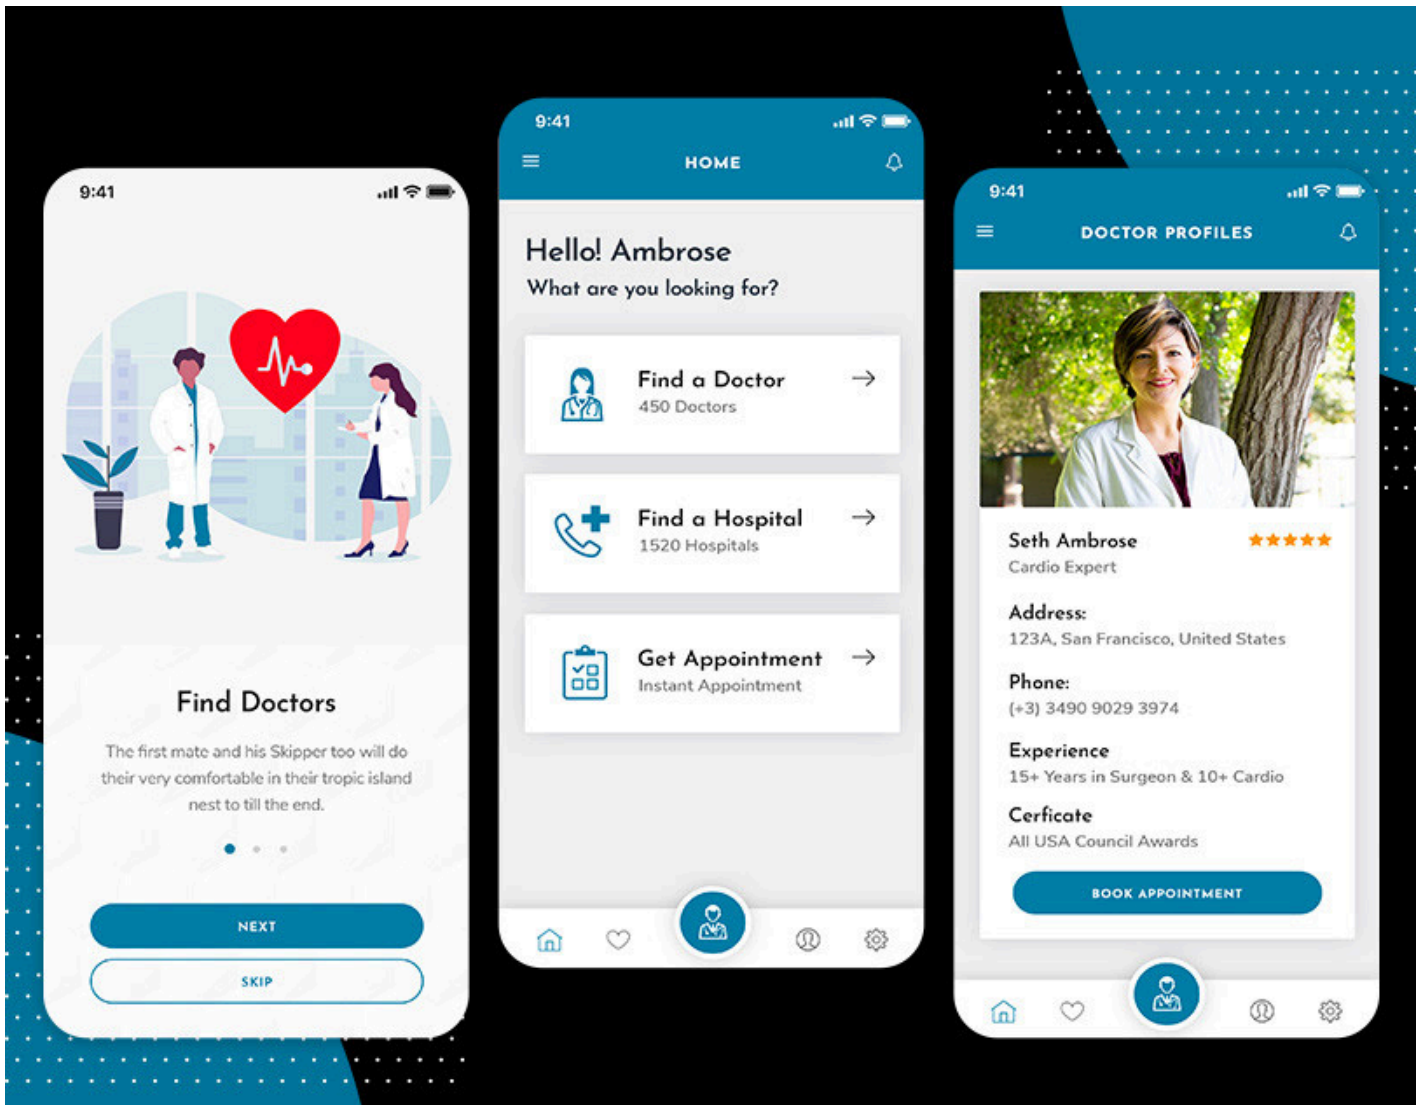 9:41
Find Doctors
The first mate and his Skipper too will do
their very comfortable in their tropic island
nest to till the end.
NEXT
SKIP
9:41
HOME
Hello! Ambrose
What are you looking for?
Find a Doctor
450 Doctors
Find a Hospital
1520 Hospitals
Get Appointment
Instant Appointment
9:41
DOCTOR PROFILES
Seth Ambrose
Cardio Expert
Address:
123A, San Francisco, United States
Phone:
(+3) 3490 9029 3974
Experience
15+ Years in Surgeon & 10+ Cardio
Cerficate
All USA Council Awards
BOOK APPOINTMENT